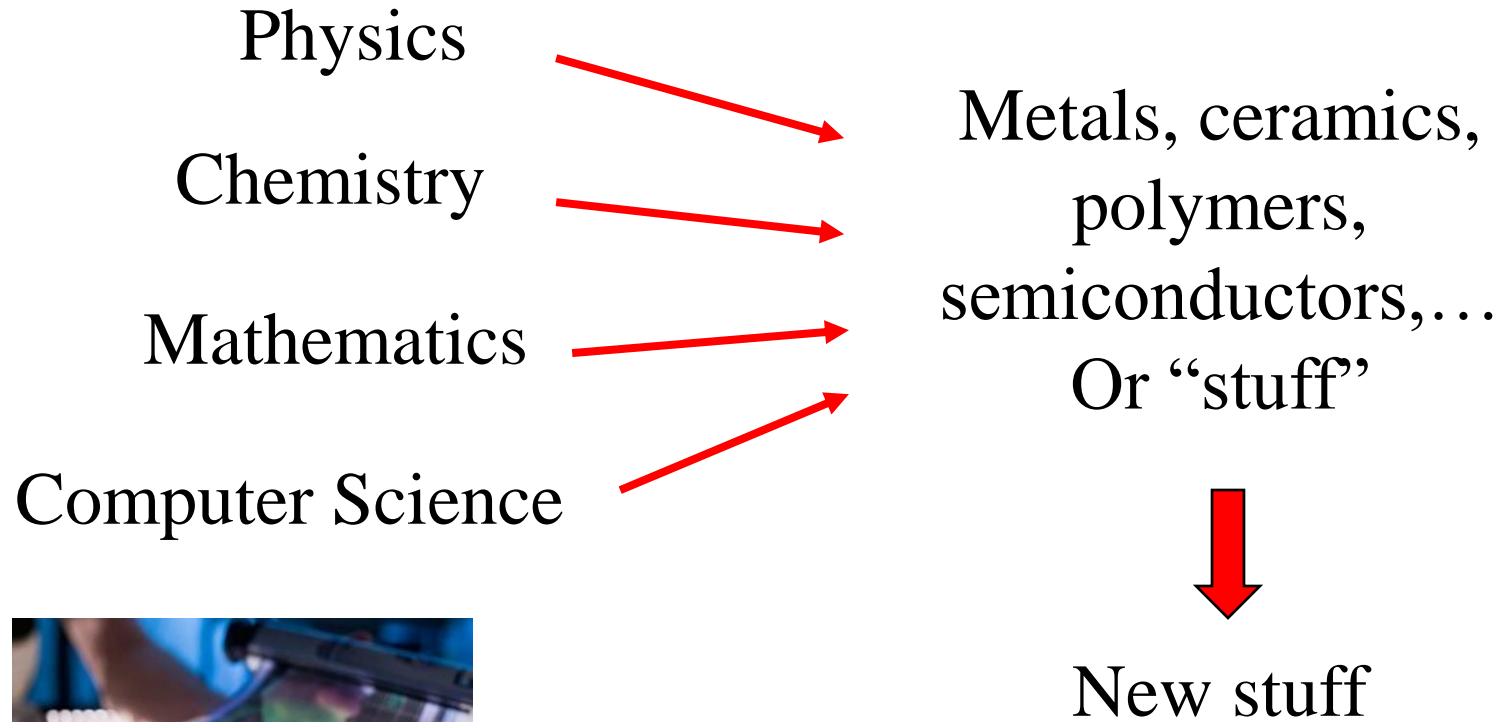 Physics
Chemistry
Mathematics
Computer Science
Metals, ceramics,
polymers,
semiconductors,…
Or “stuff”
New stuff